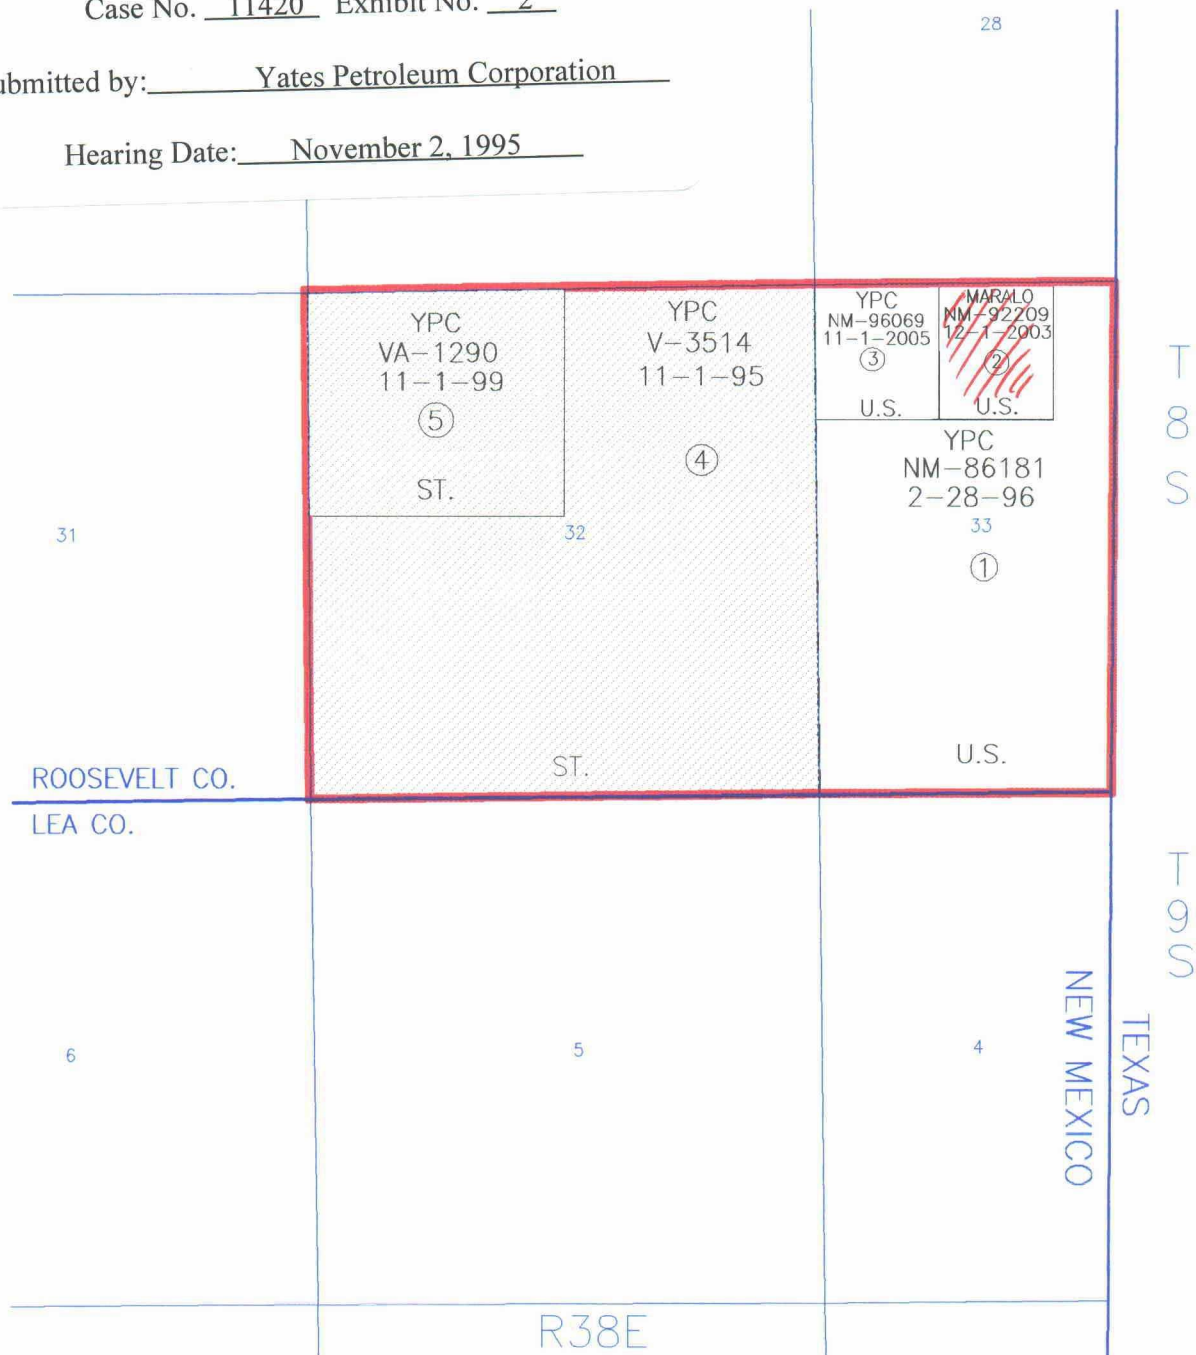 Case No. 11420 Exhibit No. 2
ubmitted by: Yates Petroleum Corporation
Hearing Date: November 2, 1995
28
YPC
VA-1290
11-1-99
5
ST.
YPC
V-3514
11-1-95
4
ST.
YPC
NM-96069
11-1-2005
3
U.S.
MARALO
NM-92209
12-1-2003
2
U.S.
YPC
NM-86181
2-28-96
33
1
U.S.
T 8 S
31
32
ROOSEVELT CO.
LEA CO.
T 9 S
6
5
4
NEW MEXICO
TEXAS
R38E